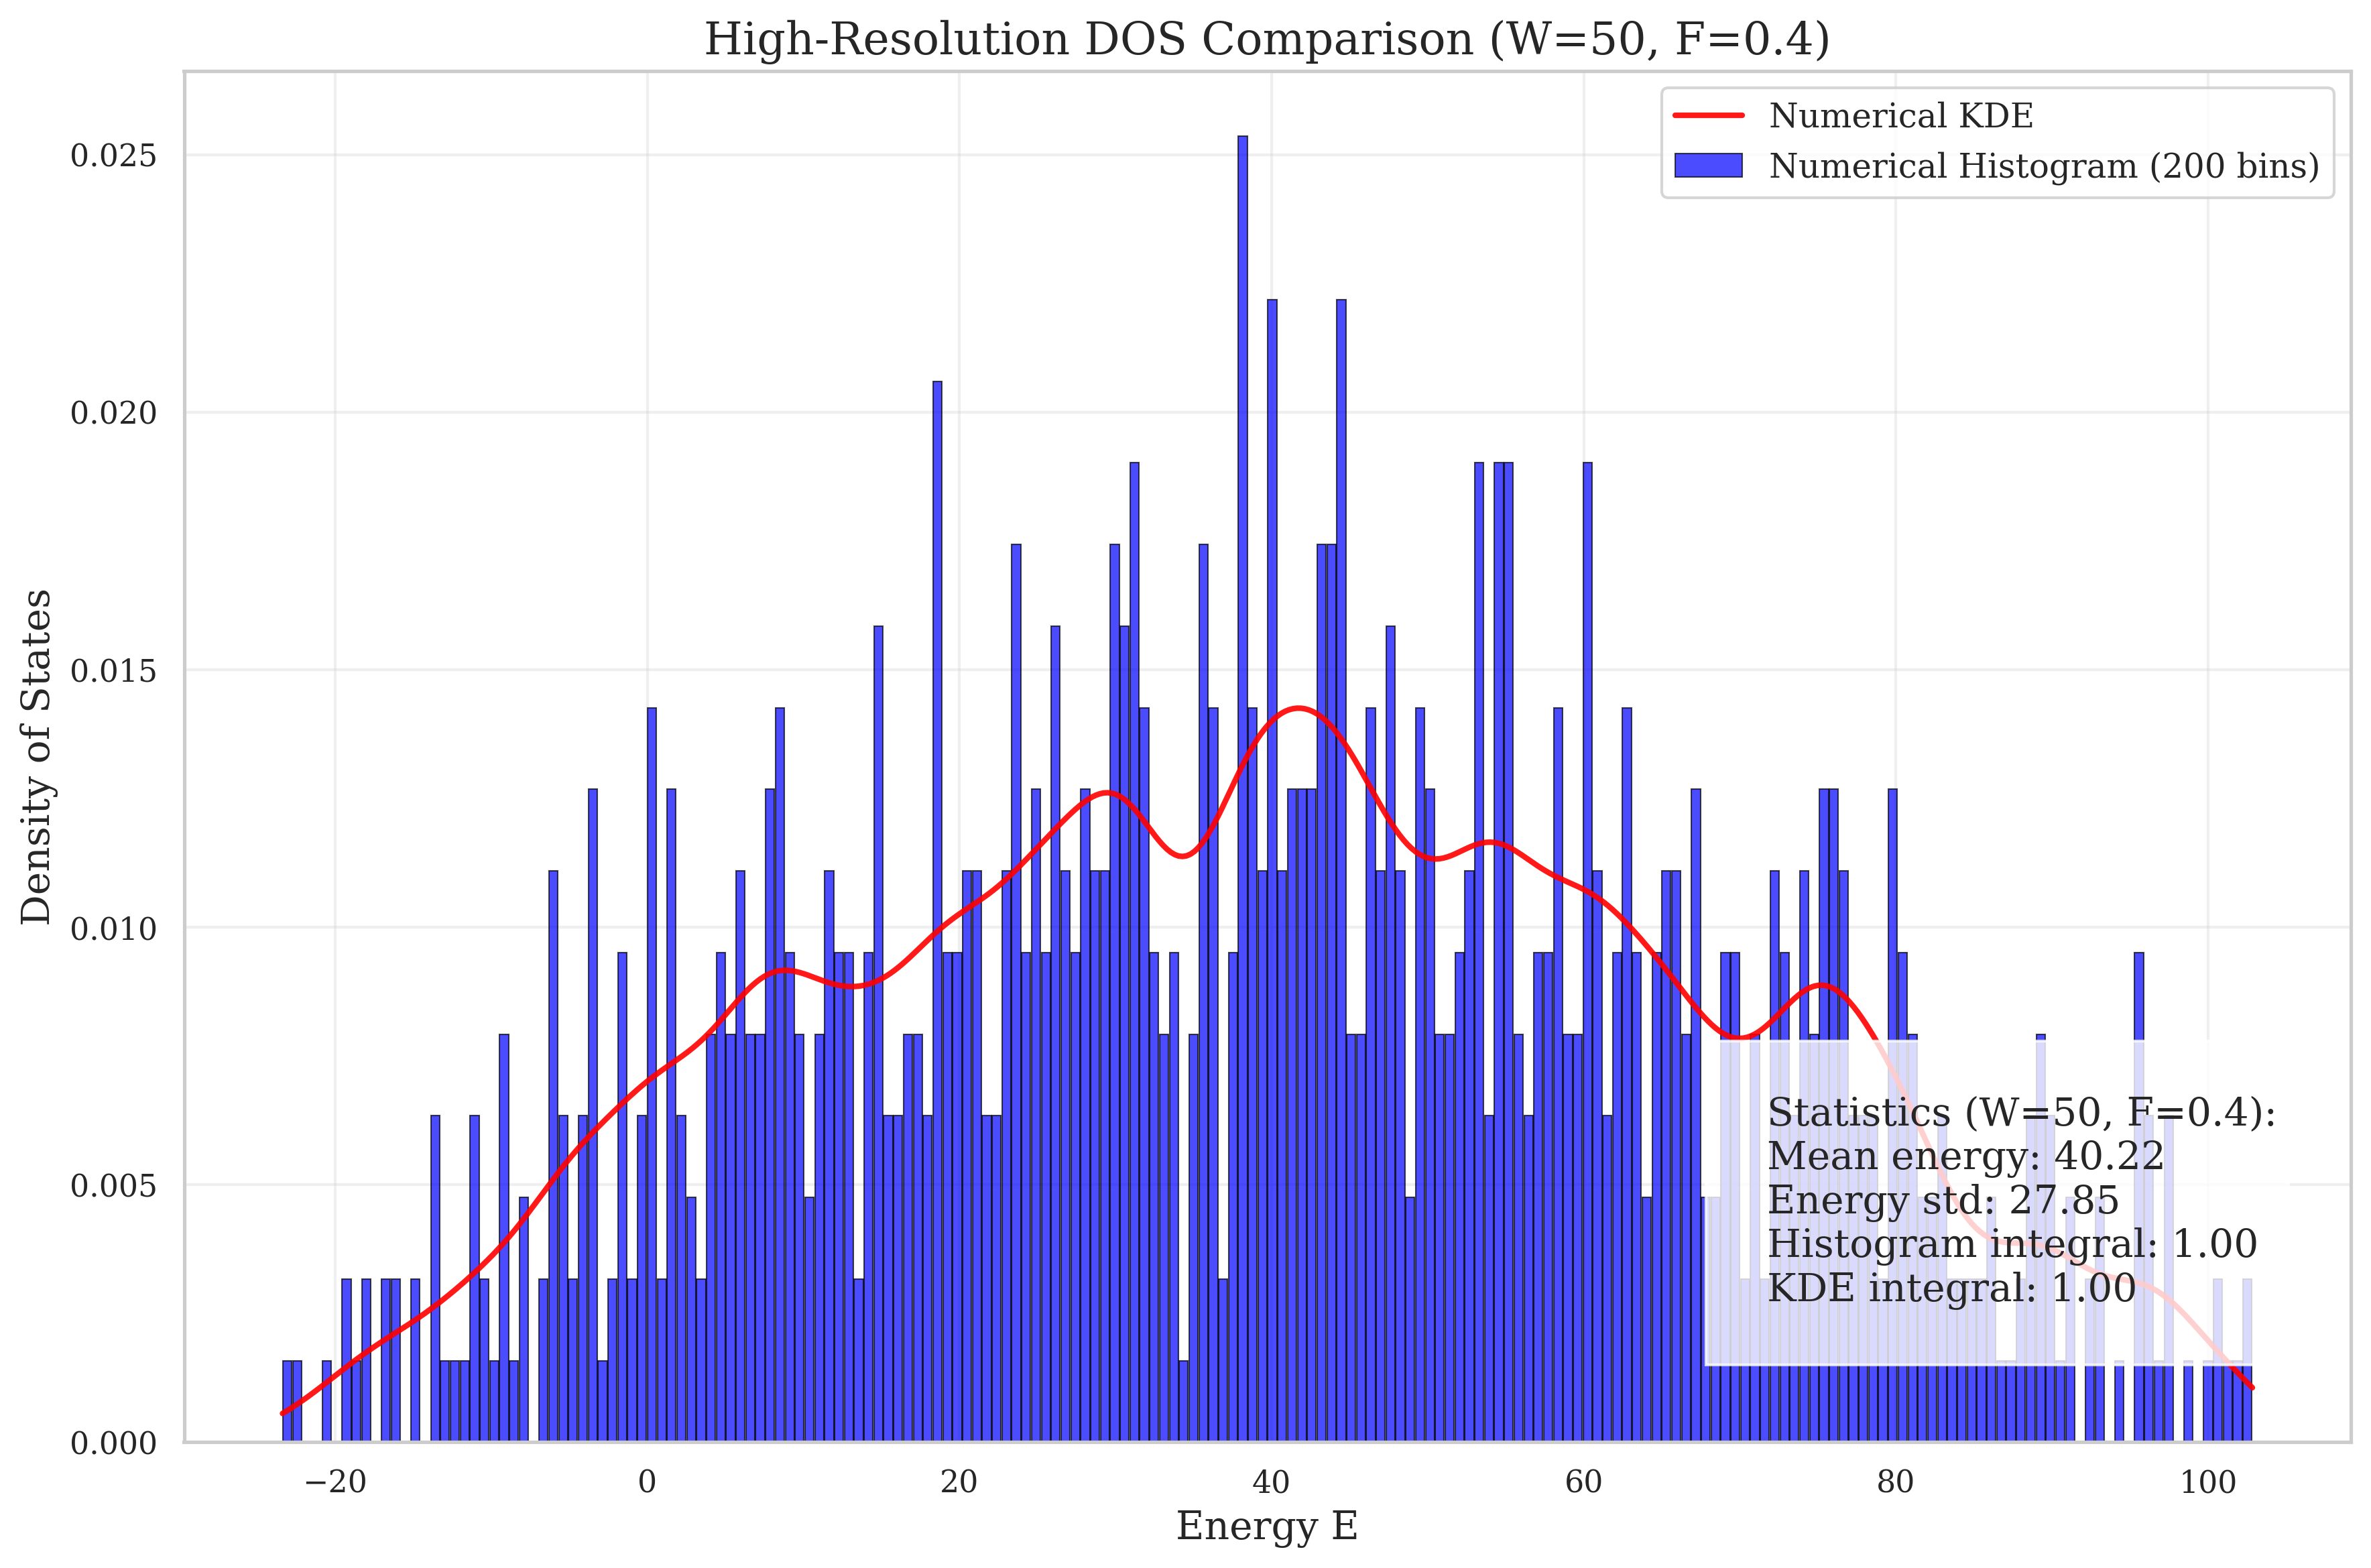 High-Resolution DOS Comparison (W=50, F=0.4)
Numerical KDE
Numerical Histogram (200 bins)
Density of States
0.025
0.020
0.015
0.010
0.005
0.000
Statistics (W=50, F=0.4):
Mean energy: 40.22
Energy std: 27.85
Histogram integral: 1.00
KDE integral: 1.00
−20
0
20
40
60
80
100
Energy E